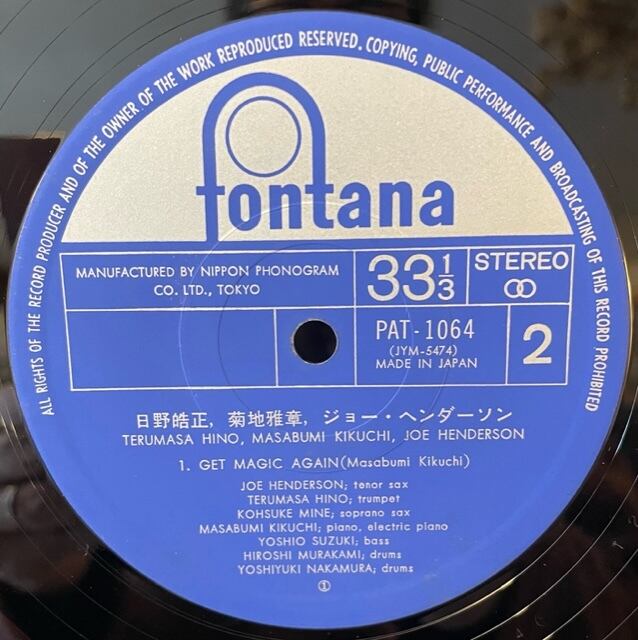 ALL RIGHTS OF THE RECORD PRODUCER AND OF THE OWNER OF THE WORK REPRODUCED RESERVED. COPYING, PUBLIC PERFORMANCE AND BROADCASTING OF THIS RECORD PROHIBITED
fontana
MANUFACTURED BY NIPPON PHONOGRAM
CO. LTD., TOKYO
33 1/3
STEREO
PAT-1064
(JYM-5474)
MADE IN JAPAN
2
日野皓正, 菊地雅章, ジョー・ヘンダーソン
TERUMASA HINO, MASABUMI KIKUCHI, JOE HENDERSON
1. GET MAGIC AGAIN (Masabumi Kikuchi)
JOE HENDERSON; tenor sax
TERUMASA HINO; trumpet
KOHSUKE MINE; soprano sax
MASABUMI KIKUCHI; piano, electric piano
YOSHIO SUZUKI; bass
HIROSHI MURAKAMI; drums
YOSHIYUKI NAKAMURA; drums
①